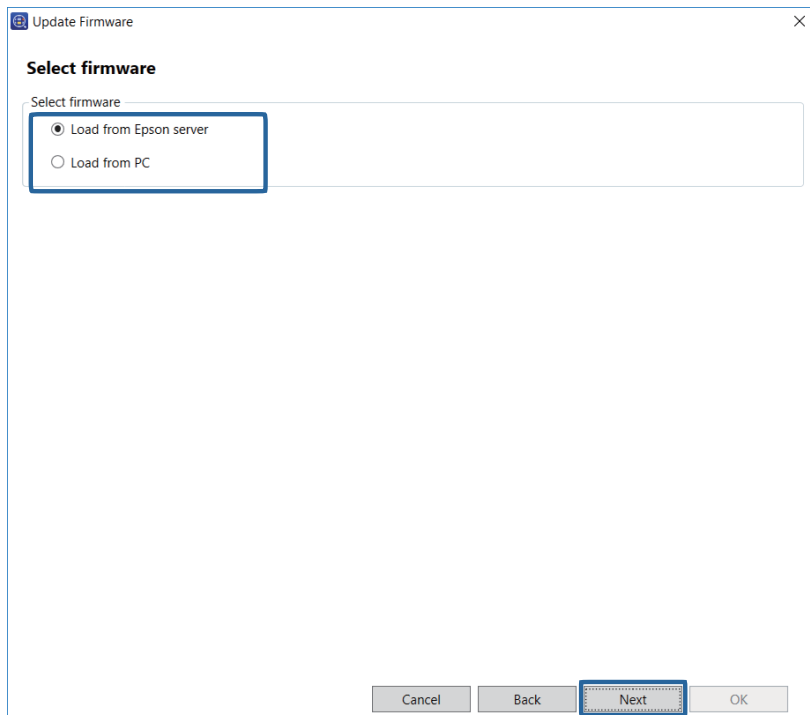 Update Firmware
Select firmware
Select firmware
Load from Epson server
Load from PC
Cancel Back Next OK